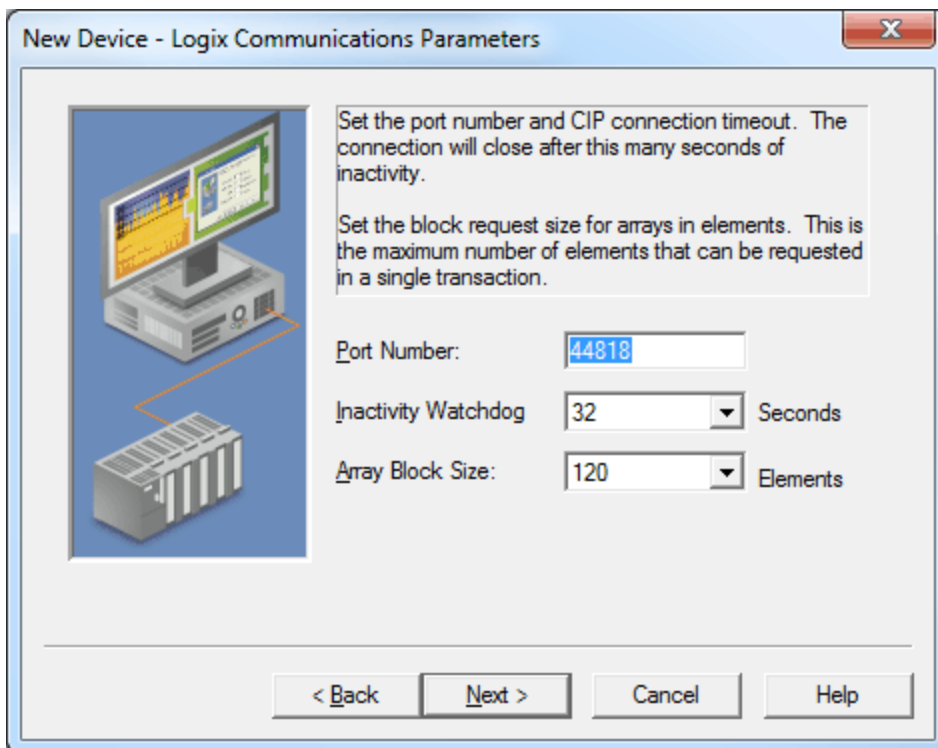 New Device - Logix Communications Parameters
Set the port number and CIP connection timeout. The
connection will close after this many seconds of
inactivity.
Set the block request size for arrays in elements. This is
the maximum number of elements that can be requested
in a single transaction.
Port Number: 44818
Inactivity Watchdog 32 Seconds
Array Block Size: 120 Elements
< Back Next > Cancel Help